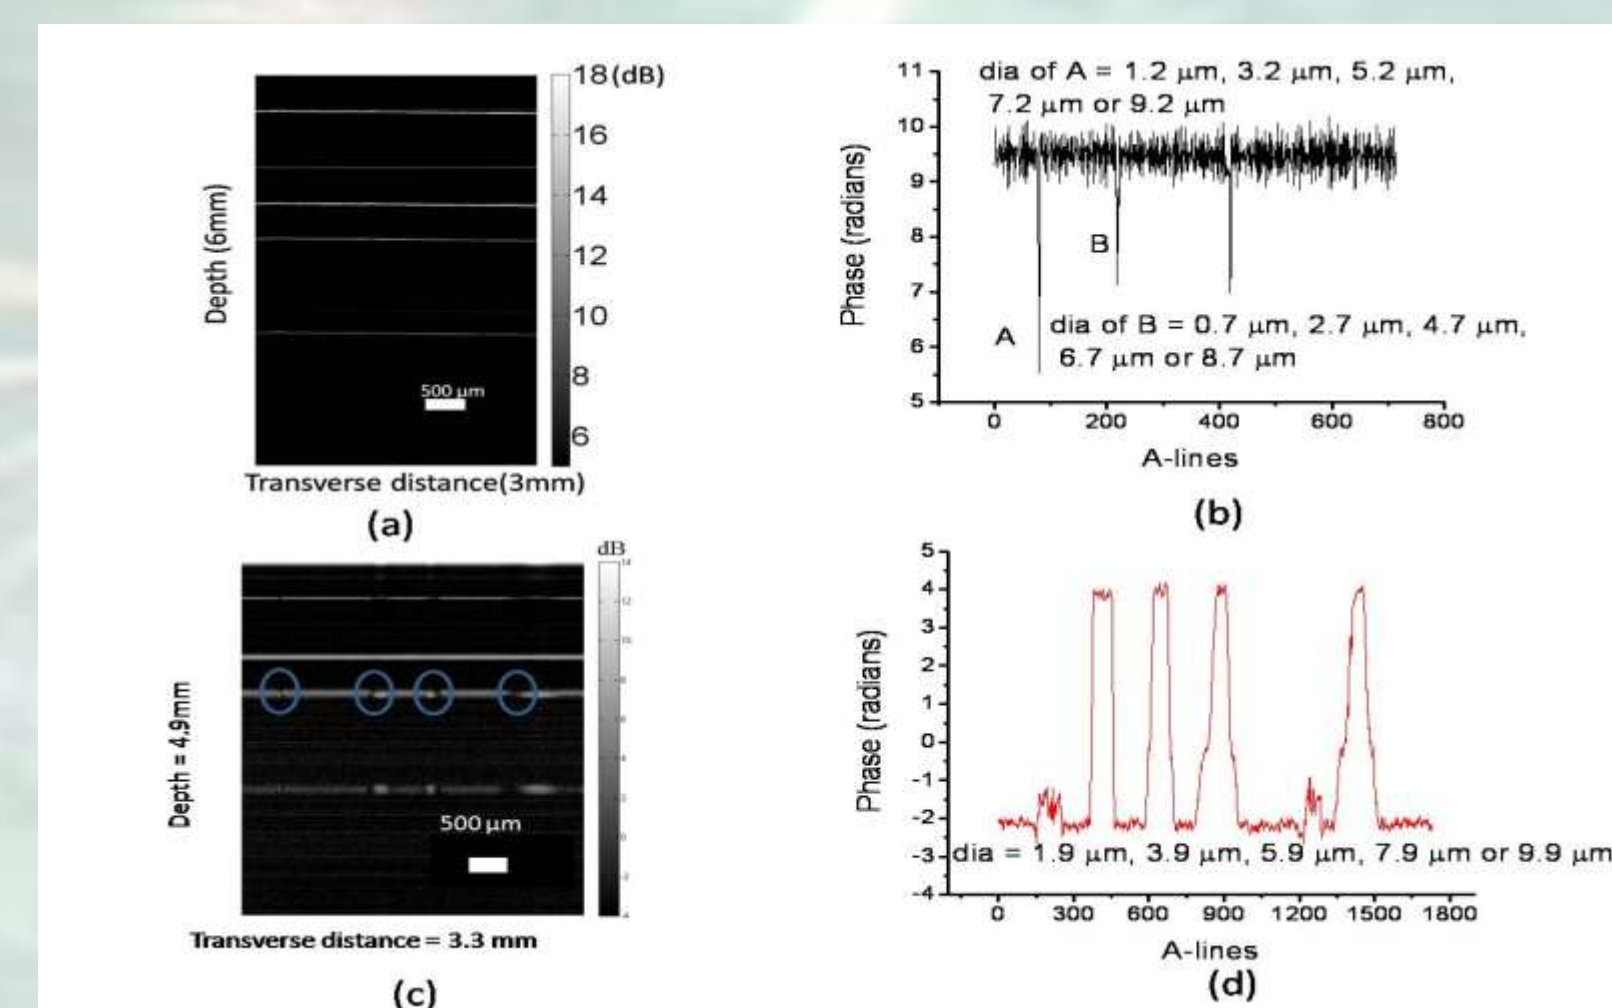 18 (dB)
16
14
12
10
8
6
Depth (6mm)
500 μm
Transverse distance(3mm)
(a)
11
10
9
8
7
6
5
Phase (radians)
dia of A = 1.2 μm, 3.2 μm, 5.2 μm,
7.2 μm or 9.2 μm
B
A
dia of B = 0.7 μm, 2.7 μm, 4.7 μm,
6.7 μm or 8.7 μm
0 200 400 600 800
A-lines
(b)
dB
14
12
10
Depth = 4.9mm
500 μm
Transverse distance = 3.3 mm
(c)
5
4
3
2
1
0
-1
-2
-3
-4
Phase (radians)
dia = 1.9 μm, 3.9 μm, 5.9 μm, 7.9 μm or 9.9 μm
0 300 600 900 1200 1500 1800
A-lines
(d)